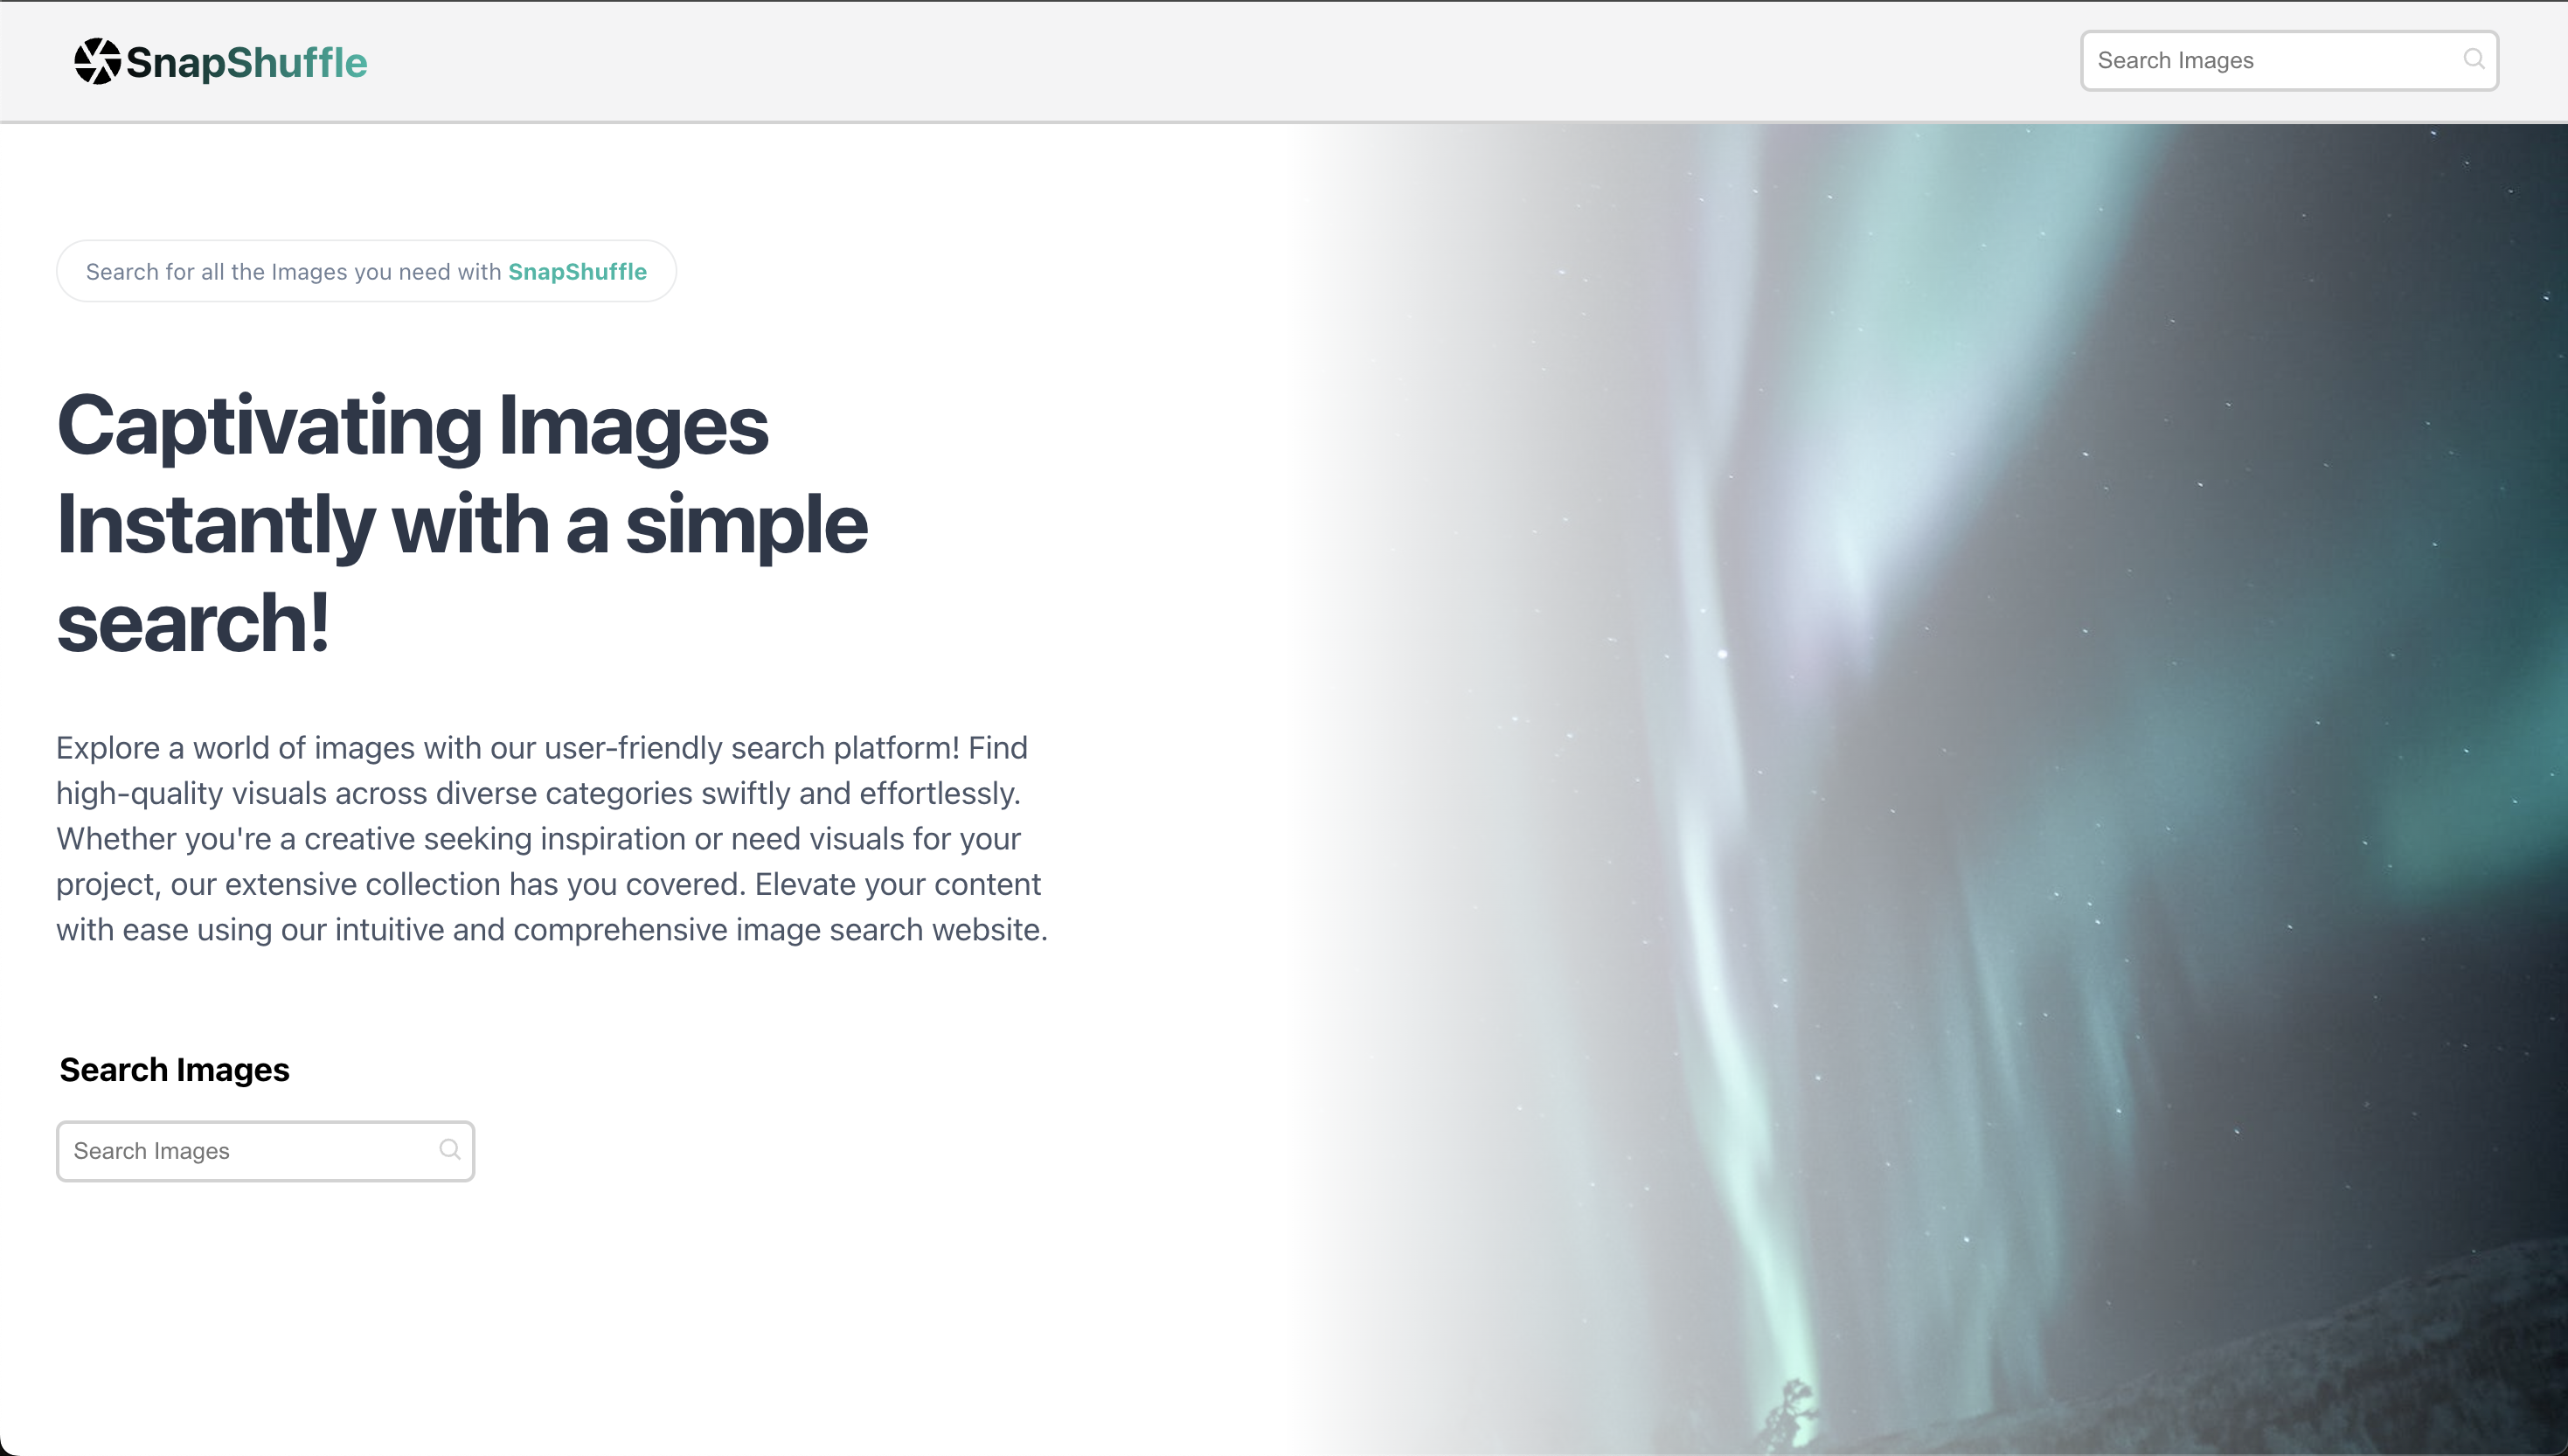 SnapShuffle
Search Images
Search for all the Images you need with SnapShuffle
Captivating Images
Instantly with a simple
search!
Explore a world of images with our user-friendly search platform! Find
high-quality visuals across diverse categories swiftly and effortlessly.
Whether you're a creative seeking inspiration or need visuals for your
project, our extensive collection has you covered. Elevate your content
with ease using our intuitive and comprehensive image search website.
Search Images
Search Images